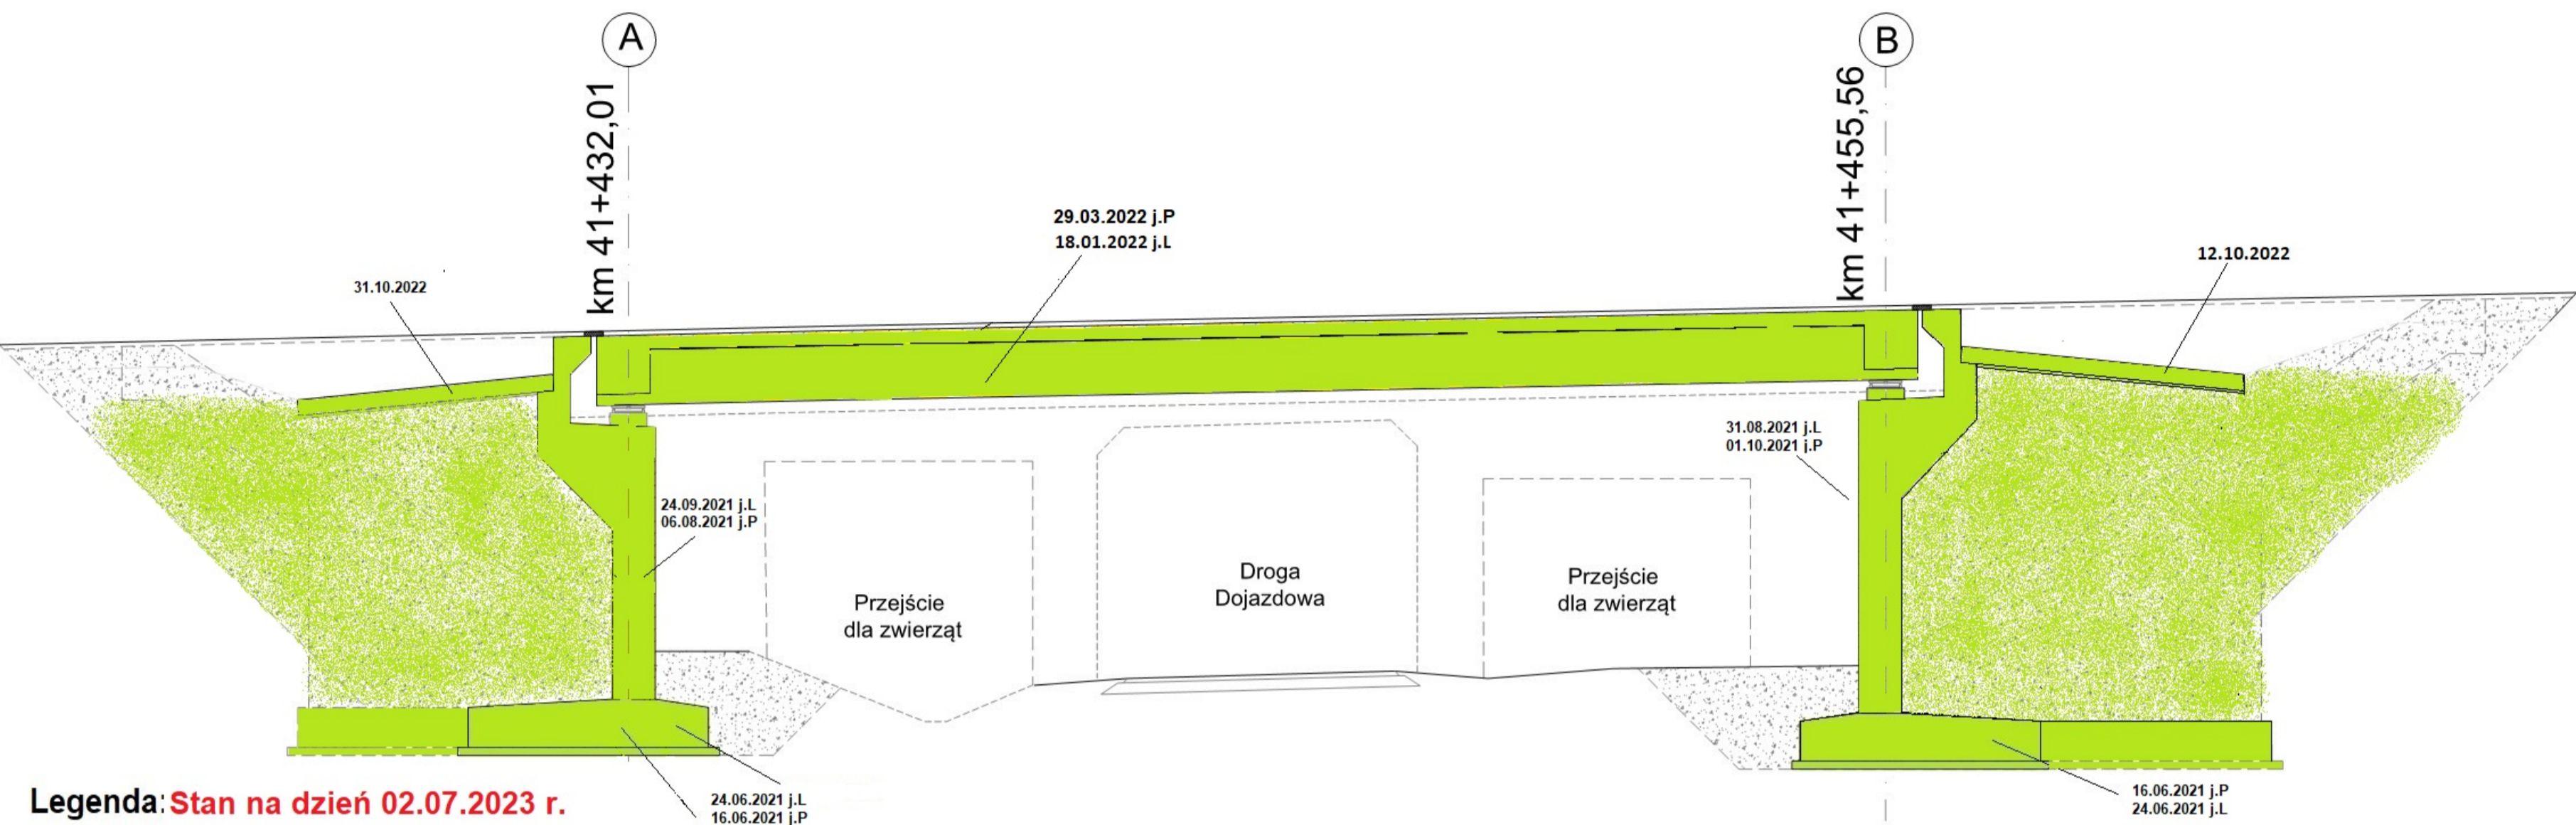 A
B
km 41+432,01
km 41+455,56
29.03.2022 j.P
18.01.2022 j.L
12.10.2022
31.10.2022
31.08.2021 j.L
01.10.2021 j.P
24.09.2021 j.L
06.08.2021 j.P
Przejście
dla zwierząt
Droga
Dojazdowa
Przejście
dla zwierząt
Legenda: Stan na dzień 02.07.2023 r.
24.06.2021 j.L
16.06.2021 j.P
16.06.2021 j.P
24.06.2021 j.L